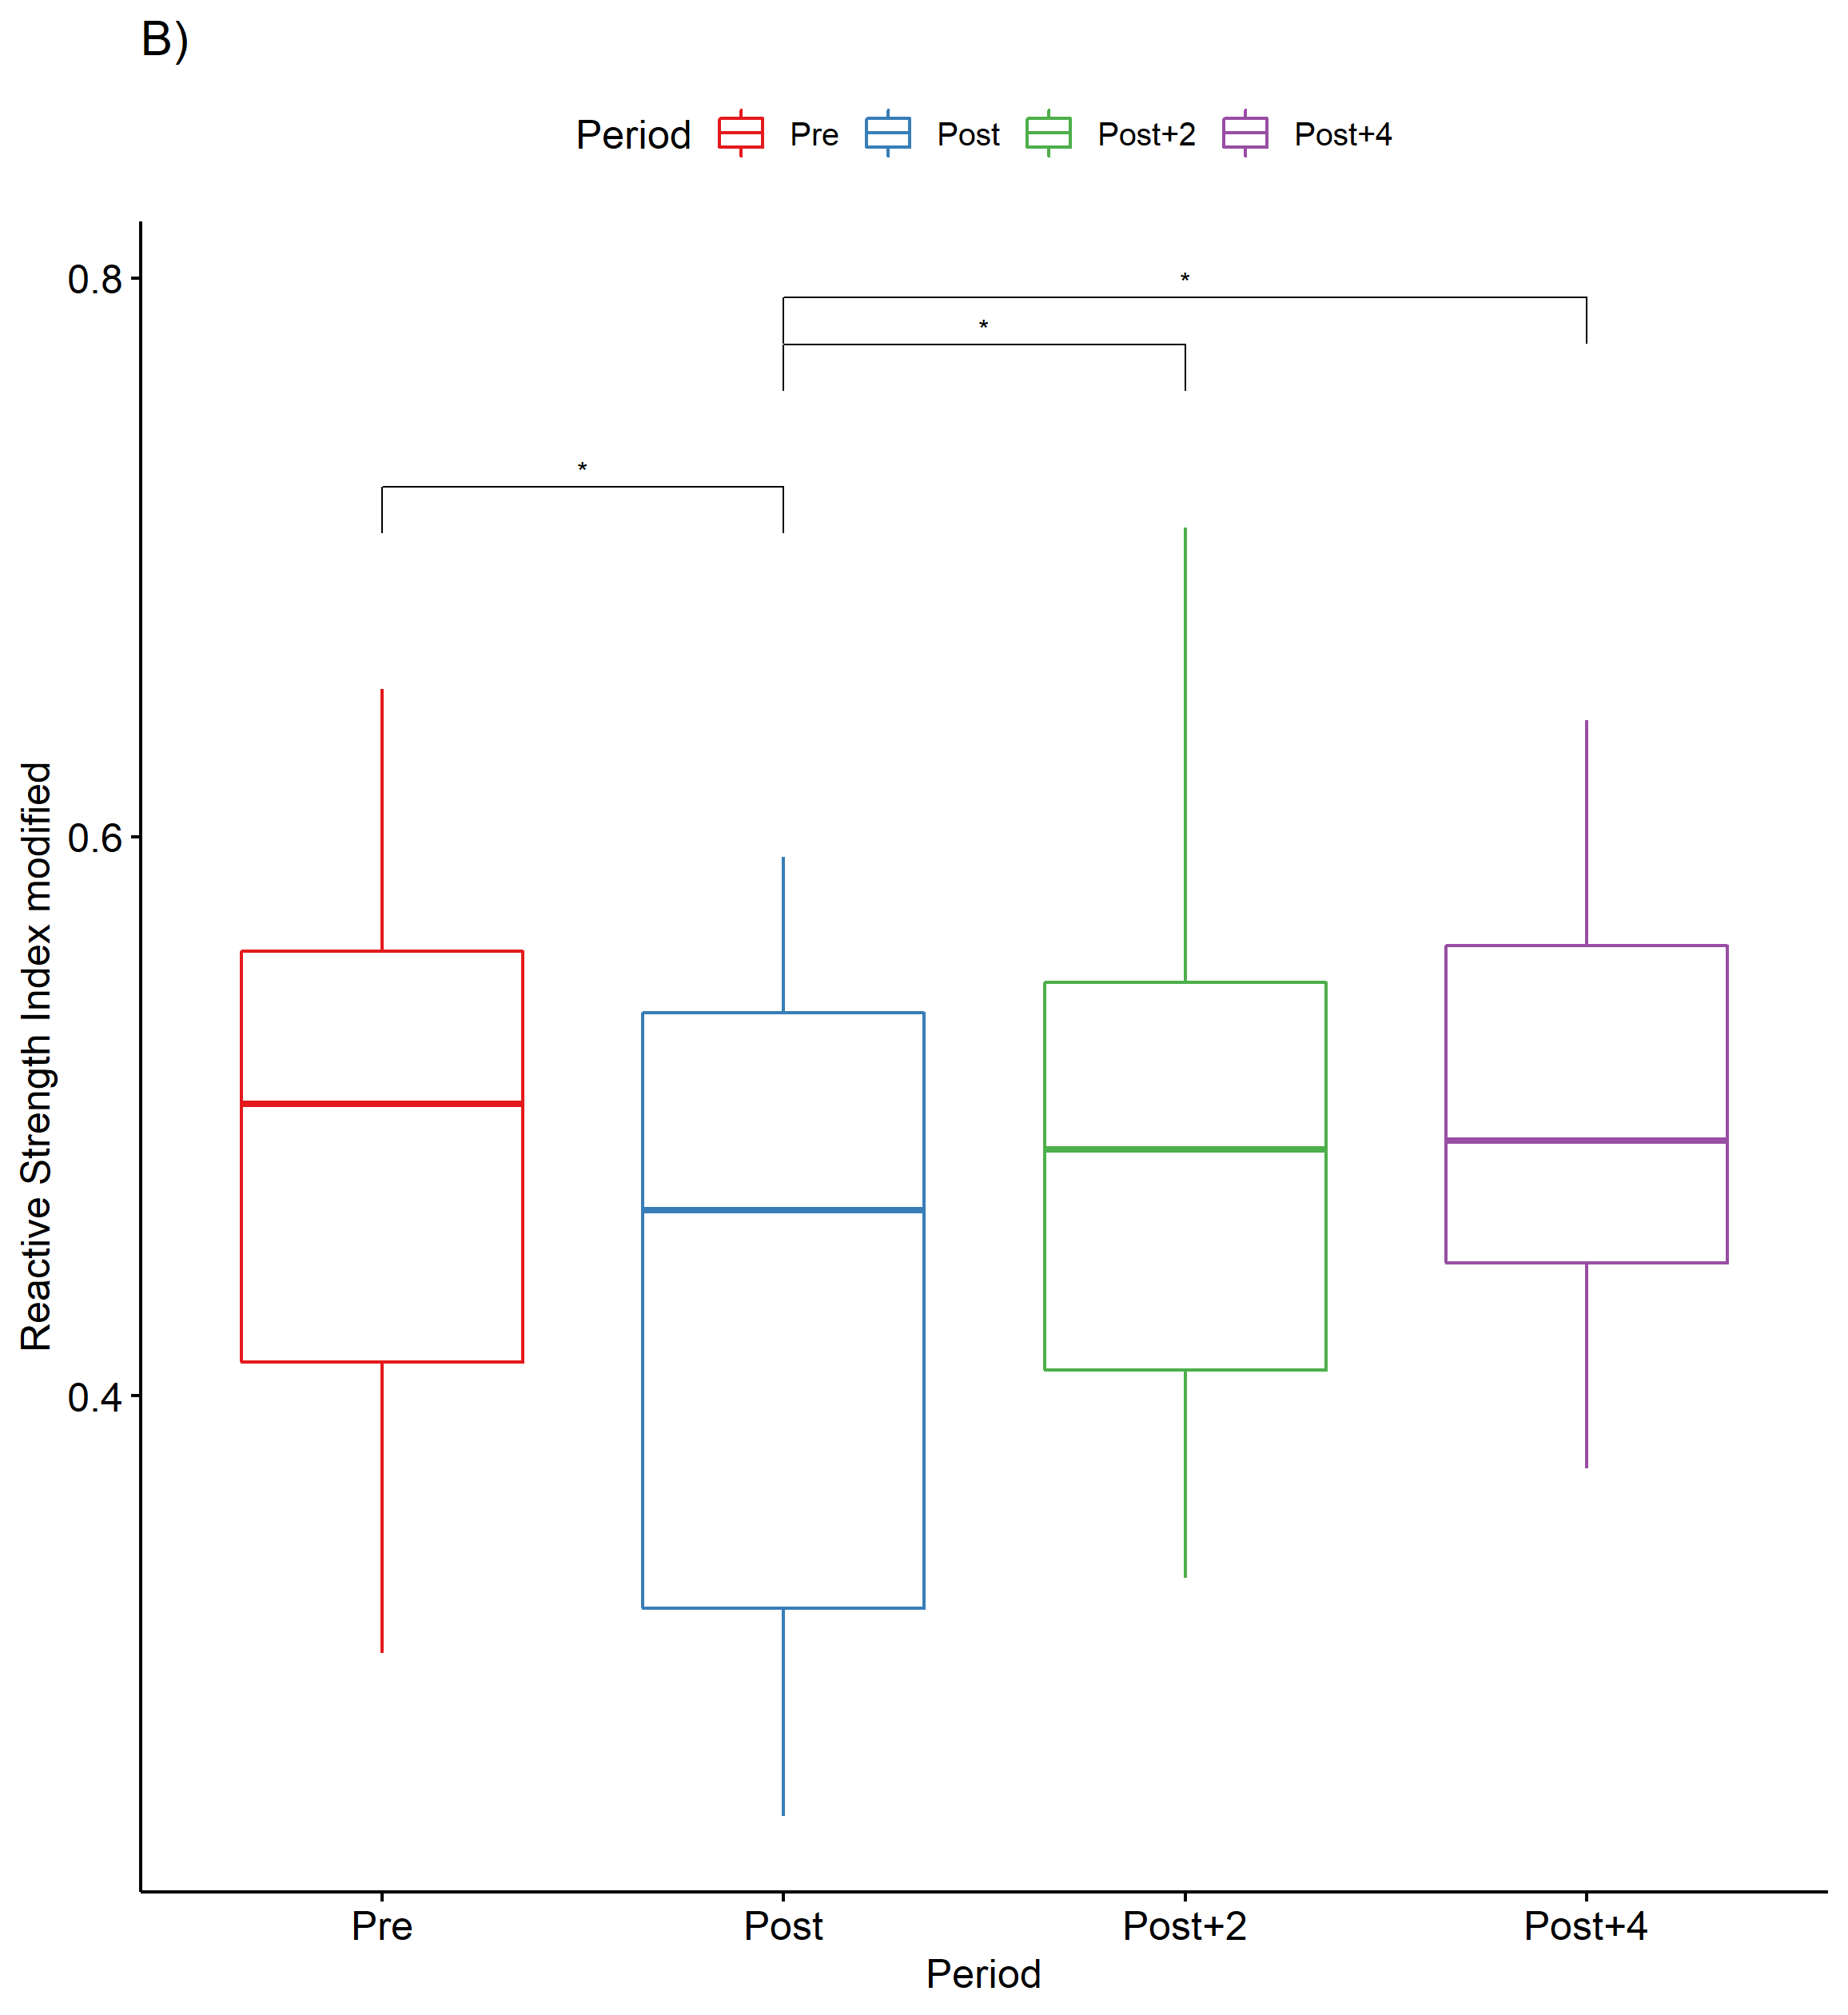 B)
Period Pre Post Post+2 Post+4
0.8
0.6
0.4
*
*
*
Reactive Strength Index modified
Pre Post Post+2 Post+4
Period